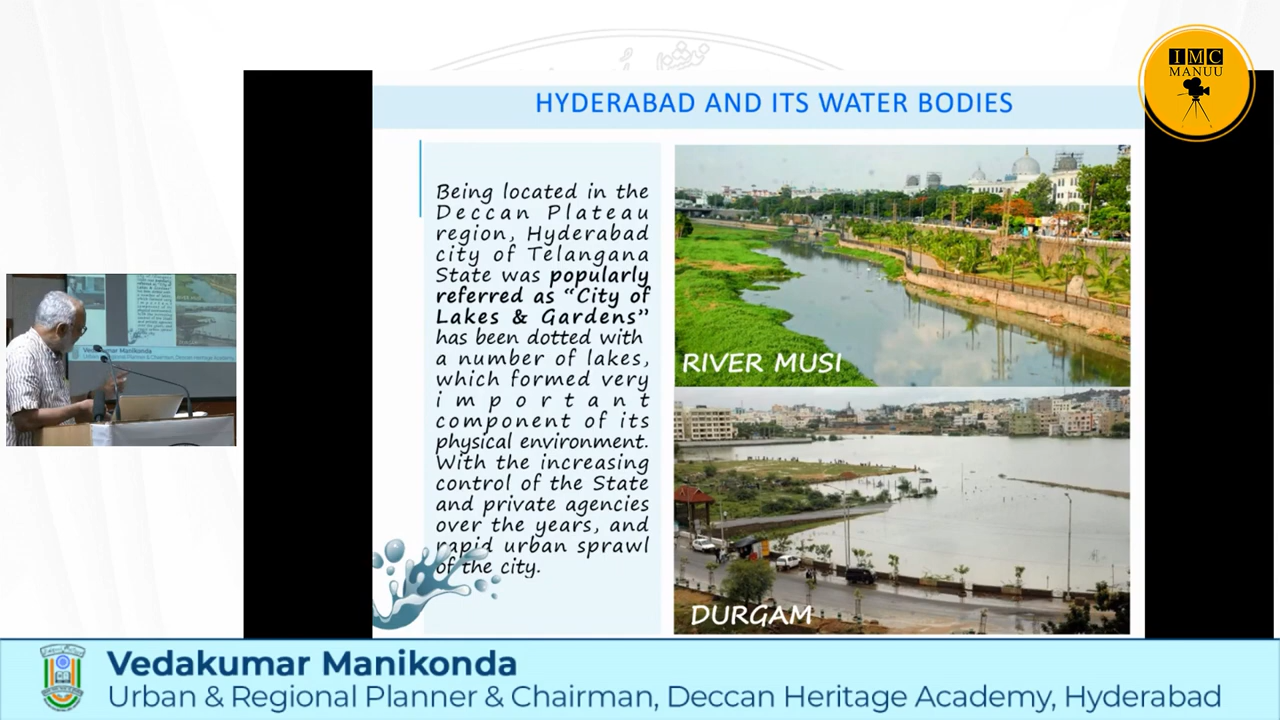 IMC
MANUU
HYDERABAD AND ITS WATER BODIES
Being located in the
Deccan Plateau
region, Hyderabad
city of Telangana
State was popularly
referred as “City of
Lakes & Gardens”
has been dotted with
a number of lakes,
which formed very
important
component of its
physical environment.
With the increasing
control of the State
and private agencies
over the years, and
rapid urban sprawl
of the city.
RIVER MUSI
DURGAM
Vedakumar Manikonda
Urban & Regional Planner & Chairman, Deccan Heritage Academy, Hyderabad